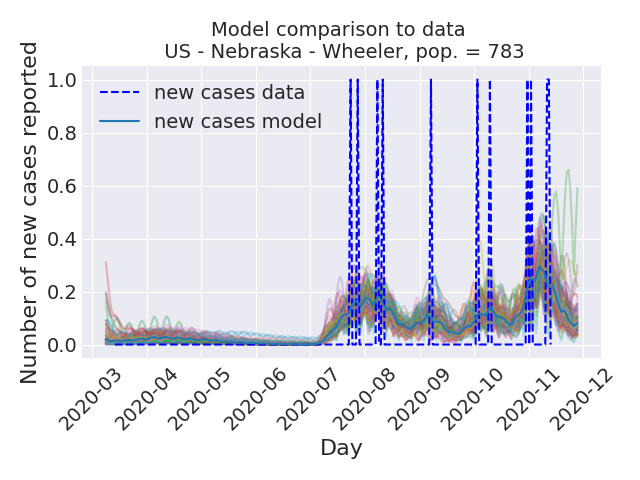 Model comparison to data
US - Nebraska - Wheeler, pop. = 783
Number of new cases reported
1.0
0.8
0.6
0.4
0.2
0.0
new cases data
new cases model
2020-03
2020-04
2020-05
2020-06
2020-07
2020-08
2020-09
2020-10
2020-11
2020-12
Day